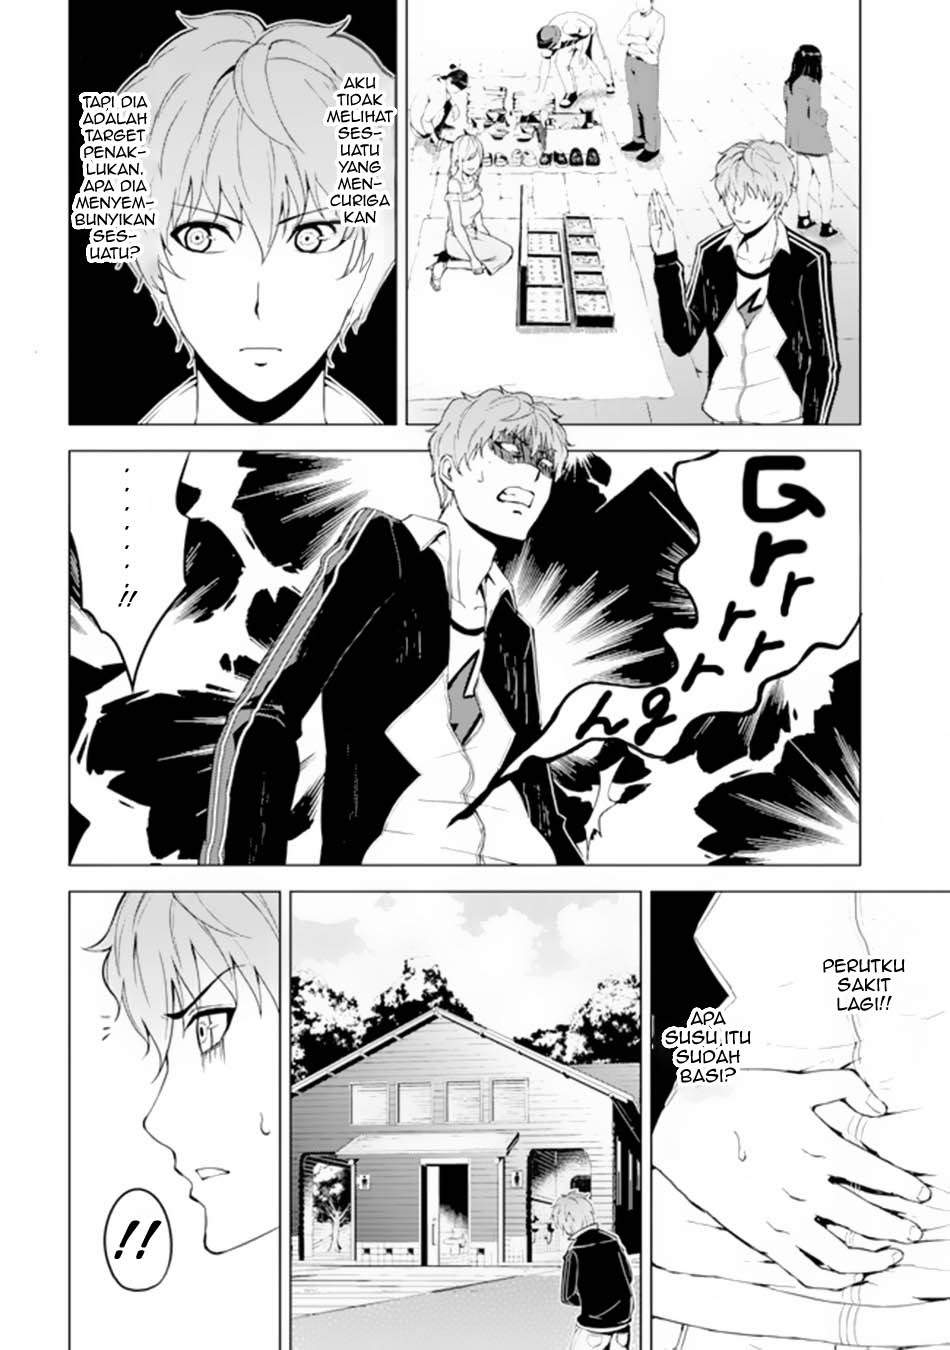 AKU
TIDAK
MELIHAT
SES-
UATU
YANG
MEN-
CURIGA
KAN
TAPI DIA
ADALAH
TARGET
PENAK-
LUKAN.
APA DIA
MENYEM-
BUNYIKAN
SES-
UATU?
Grrrrrrngg
.......!!
PERUTKU
SAKIT
LAGI!!
APA
SUSU ITU
SUDAH
BASI?
!!